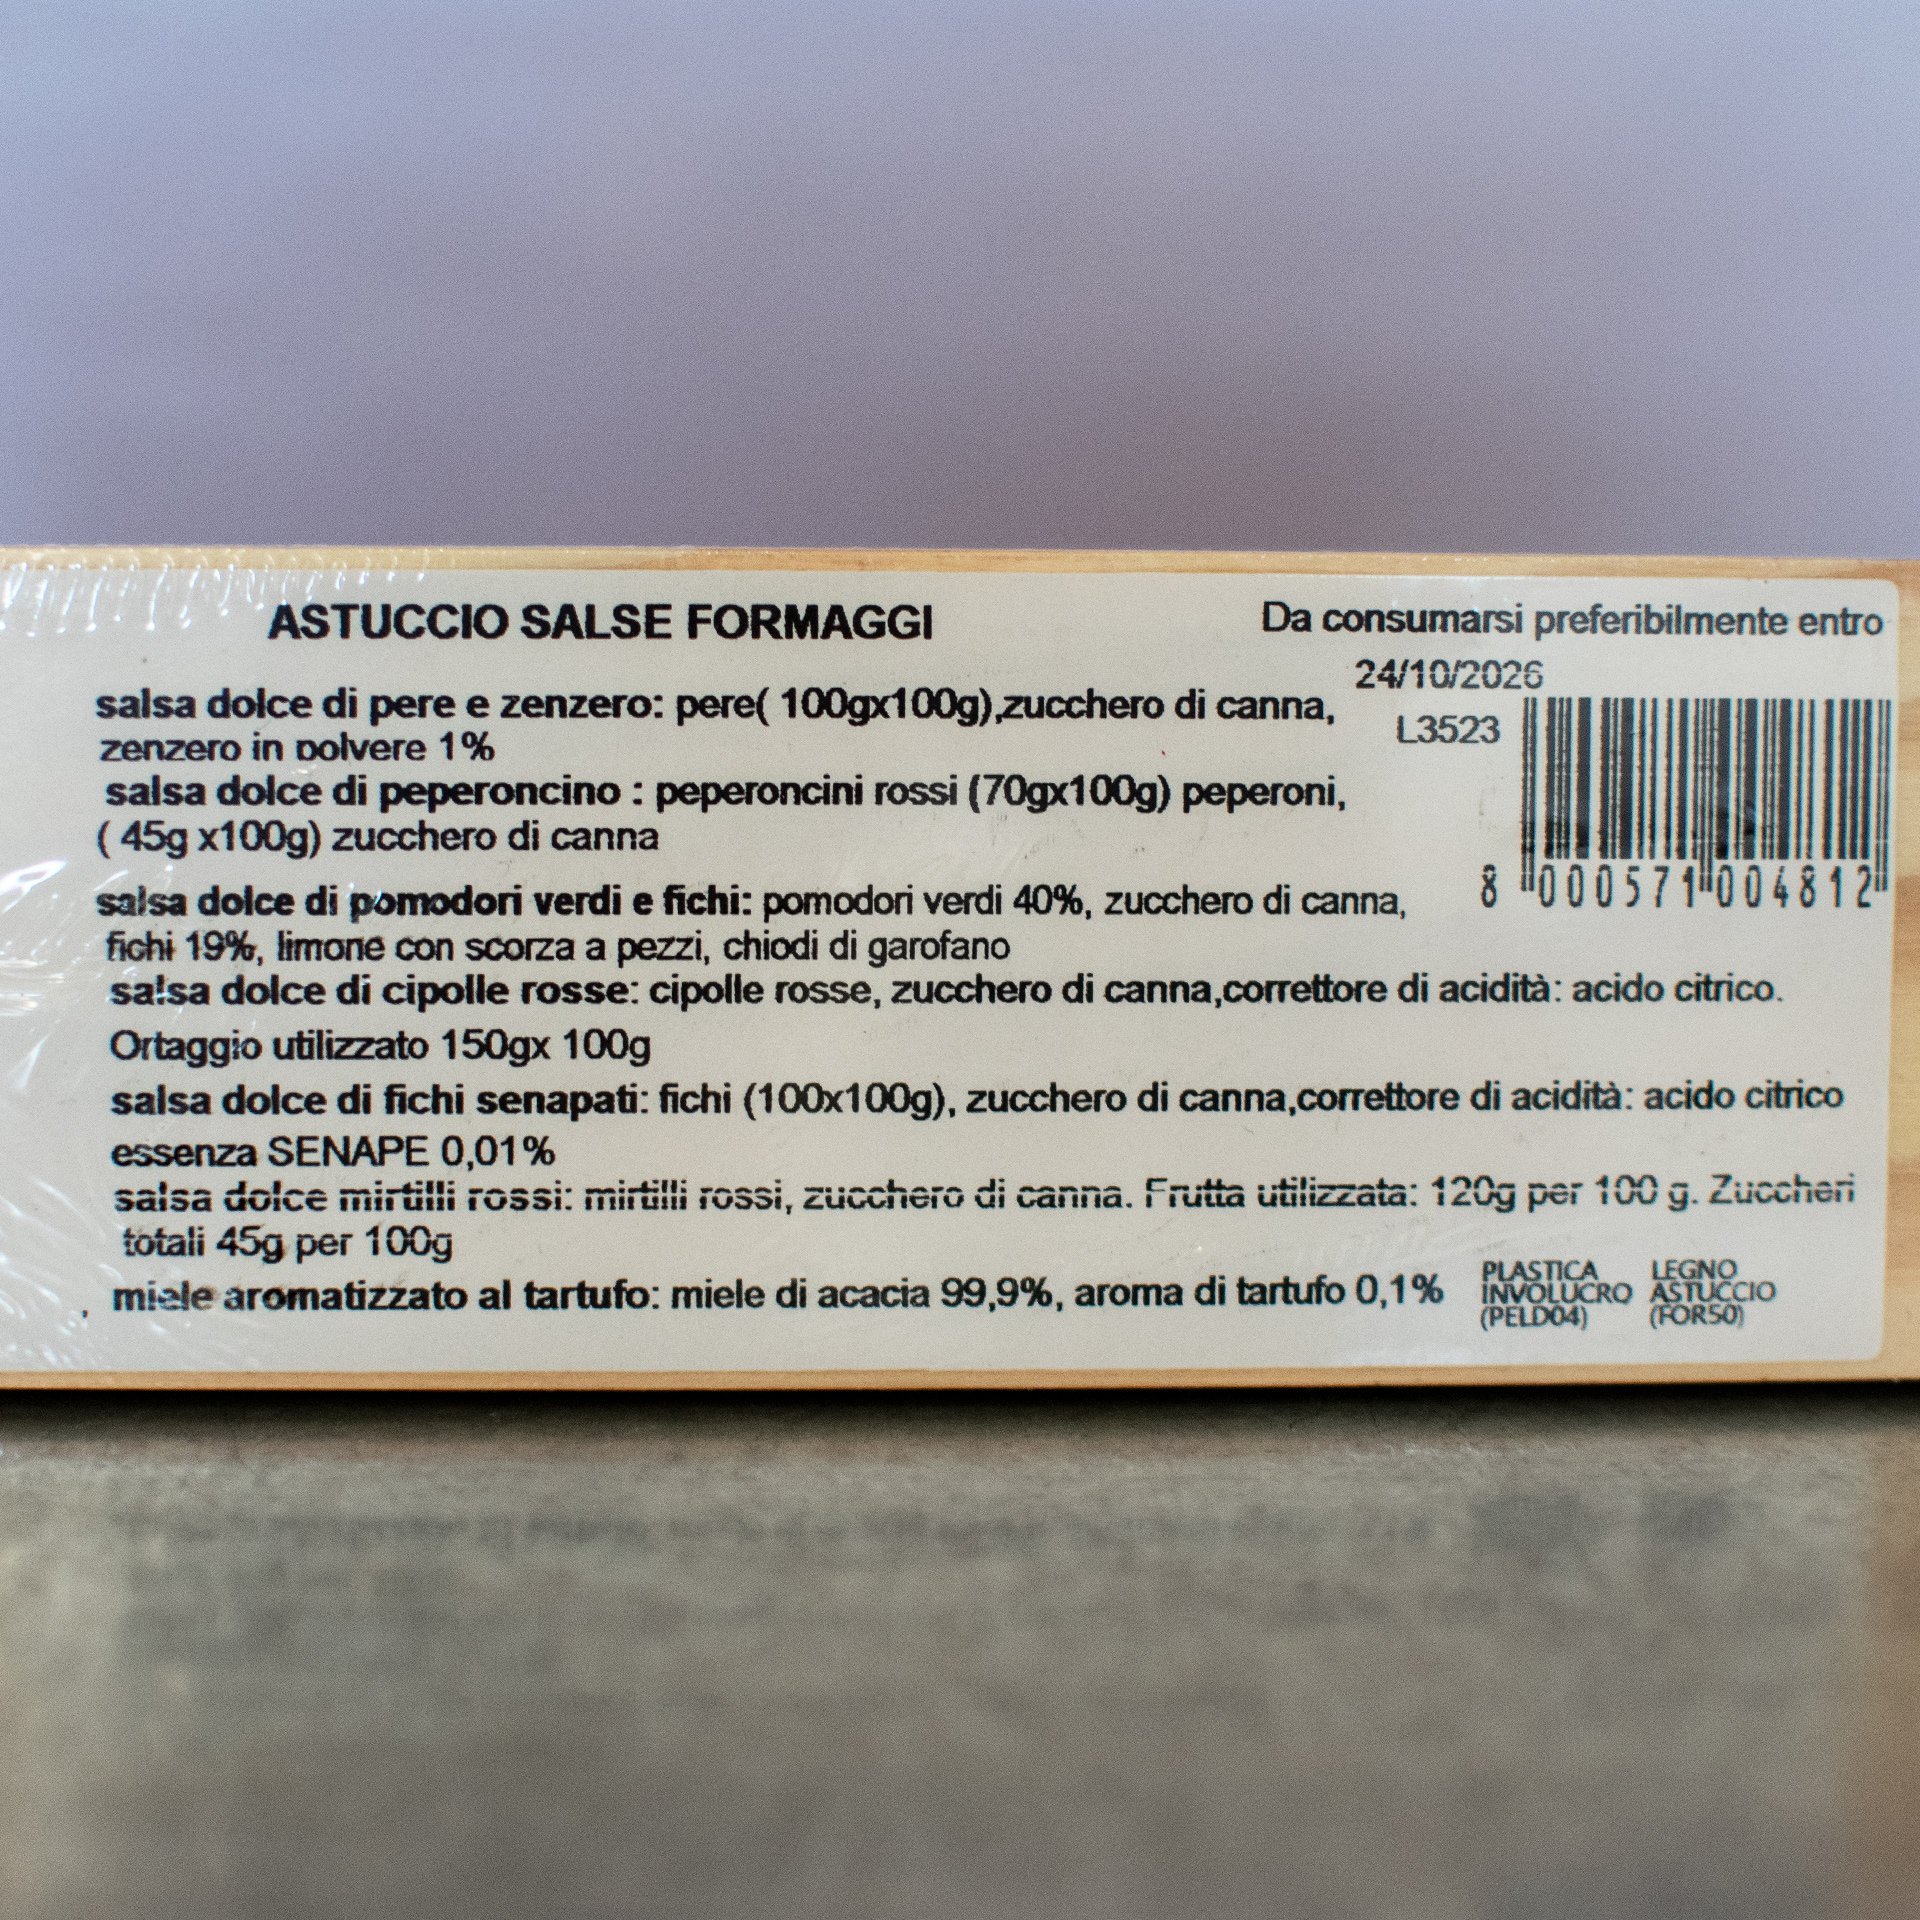 ASTUCCIO SALSE FORMAGGI
Da consumarsi preferibilmente entro
24/10/2026
L3523
salsa dolce di pere e zenzero: pere( 100gx100g),zucchero di canna,
zenzero in polvere 1%
salsa dolce di peperoncino : peperoncini rossi (70gx100g) peperoni,
( 45g x100g) zucchero di canna
8 000571 004812
salsa dolce di pomodori verdi e fichi: pomodori verdi 40%, zucchero di canna,
fichi 19%, limone con scorza a pezzi, chiodi di garofano
salsa dolce di cipolle rosse: cipolle rosse, zucchero di canna,correttore di acidità: acido citrico.
Ortaggio utilizzato 150gx 100g
salsa dolce di fichi senapati: fichi (100x100g), zucchero di canna,correttore di acidità: acido citrico
essenza SENAPE 0,01%
salsa dolce mirtilli rossi: mirtilli rossi, zucchero di canna. Frutta utilizzata: 120g per 100 g. Zuccheri
totali 45g per 100g
miele aromatizzato al tartufo: miele di acacia 99,9%, aroma di tartufo 0,1%
PLASTICA
INVOLUCRO
(PELD04)
LEGNO
ASTUCCIO
(FOR50)